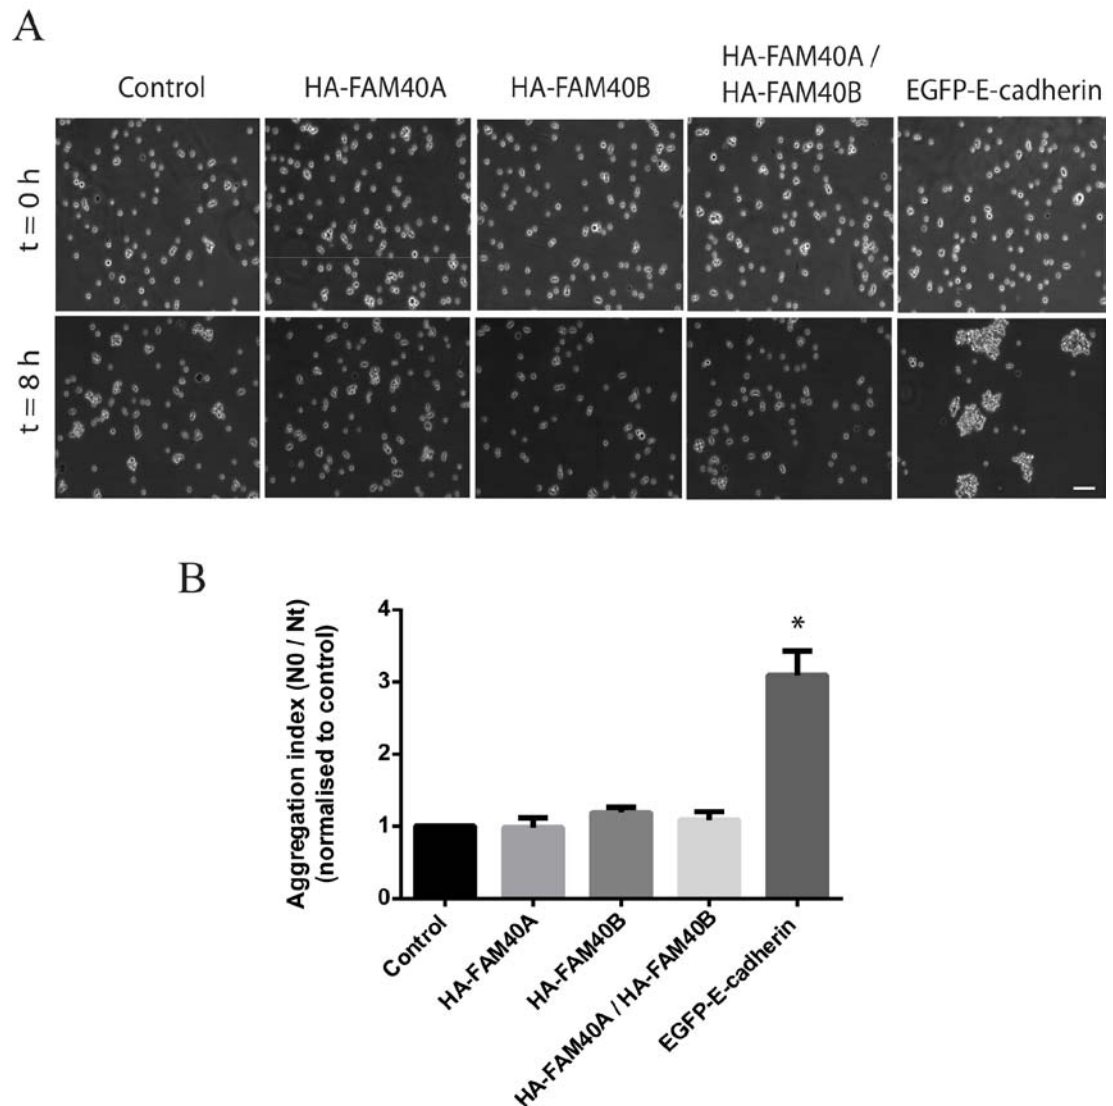 A
Control
HA-FAM40A
HA-FAM40B
HA-FAM40A /
HA-FAM40B
EGFP-E-cadherin
t = 0 h
t = 8 h
B
Aggregation index (N0 / Nt)
(normalised to control)
4
3
2
1
0
*
Control
HA-FAM40A
HA-FAM40B
HA-FAM40A / HA-FAM40B
EGFP-E-cadherin